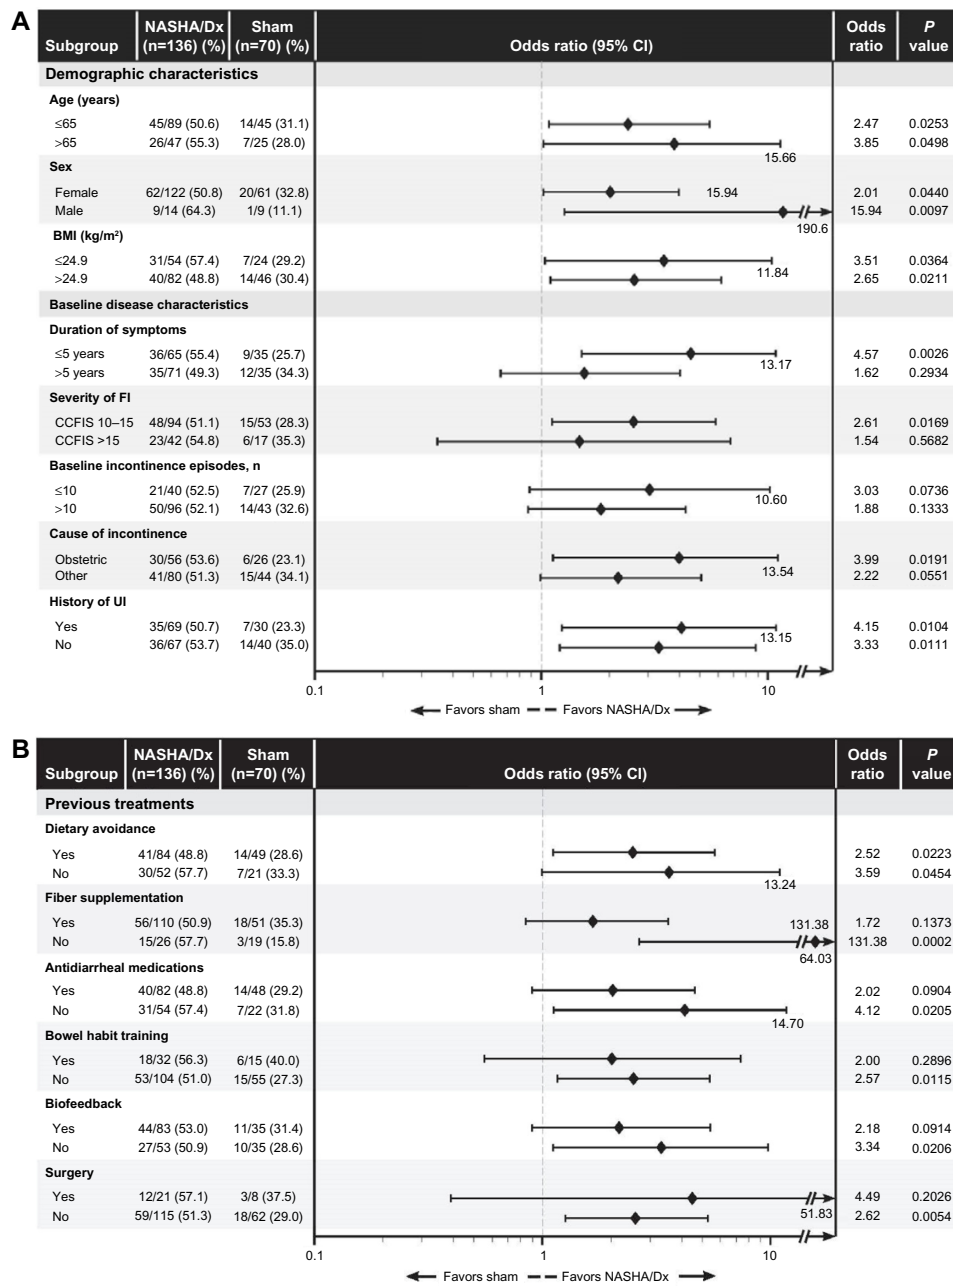 A
Subgroup NASHA/Dx (n=136) (%) Sham (n=70) (%) Odds ratio (95% CI) Odds ratio P value
Demographic characteristics
Age (years)
≤65 45/89 (50.6) 14/45 (31.1) 2.47 0.0253
>65 26/47 (55.3) 7/25 (28.0) 15.66 3.85 0.0498
Sex
Female 62/122 (50.8) 20/61 (32.8) 15.94 2.01 0.0440
Male 9/14 (64.3) 1/9 (11.1) 190.6 15.94 0.0097
BMI (kg/m²)
≤24.9 31/54 (57.4) 7/24 (29.2) 11.84 3.51 0.0364
>24.9 40/82 (48.8) 14/46 (30.4) 2.65 0.0211
Baseline disease characteristics
Duration of symptoms
≤5 years 36/65 (55.4) 9/35 (25.7) 13.17 4.57 0.0026
>5 years 35/71 (49.3) 12/35 (34.3) 1.62 0.2934
Severity of FI
CCFIS 10–15 48/94 (51.1) 15/53 (28.3) 2.61 0.0169
CCFIS >15 23/42 (54.8) 6/17 (35.3) 1.54 0.5682
Baseline incontinence episodes, n
≤10 21/40 (52.5) 7/27 (25.9) 10.60 3.03 0.0736
>10 50/96 (52.1) 14/43 (32.6) 1.88 0.1333
Cause of incontinence
Obstetric 30/56 (53.6) 6/26 (23.1) 13.54 3.99 0.0191
Other 41/80 (51.3) 15/44 (34.1) 2.22 0.0551
History of UI
Yes 35/69 (50.7) 7/30 (23.3) 13.15 4.15 0.0104
No 36/67 (53.7) 14/40 (35.0) 3.33 0.0111
0.1 1 10
Favors sham Favors NASHA/Dx
B
Subgroup NASHA/Dx (n=136) (%) Sham (n=70) (%) Odds ratio (95% CI) Odds ratio P value
Previous treatments
Dietary avoidance
Yes 41/84 (48.8) 14/49 (28.6) 2.52 0.0223
No 30/52 (57.7) 7/21 (33.3) 13.24 3.59 0.0454
Fiber supplementation
Yes 56/110 (50.9) 18/51 (35.3) 131.38 1.72 0.1373
No 15/26 (57.7) 3/19 (15.8) 64.03 131.38 0.0002
Antidiarrheal medications
Yes 40/82 (48.8) 14/48 (29.2) 2.02 0.0904
No 31/54 (57.4) 7/22 (31.8) 14.70 4.12 0.0205
Bowel habit training
Yes 18/32 (56.3) 6/15 (40.0) 2.00 0.2896
No 53/104 (51.0) 15/55 (27.3) 2.57 0.0115
Biofeedback
Yes 44/83 (53.0) 11/35 (31.4) 2.18 0.0914
No 27/53 (50.9) 10/35 (28.6) 3.34 0.0206
Surgery
Yes 12/21 (57.1) 3/8 (37.5) 51.83 4.49 0.2026
No 59/115 (51.3) 18/62 (29.0) 2.62 0.0054
0.1 1 10
Favors sham Favors NASHA/Dx